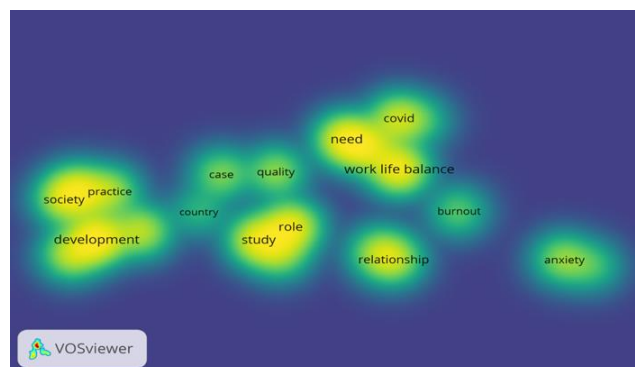 covid
need
work life balance
case
quality
society
practice
country
burnout
role
study
development
relationship
anxiety
VOSviewer